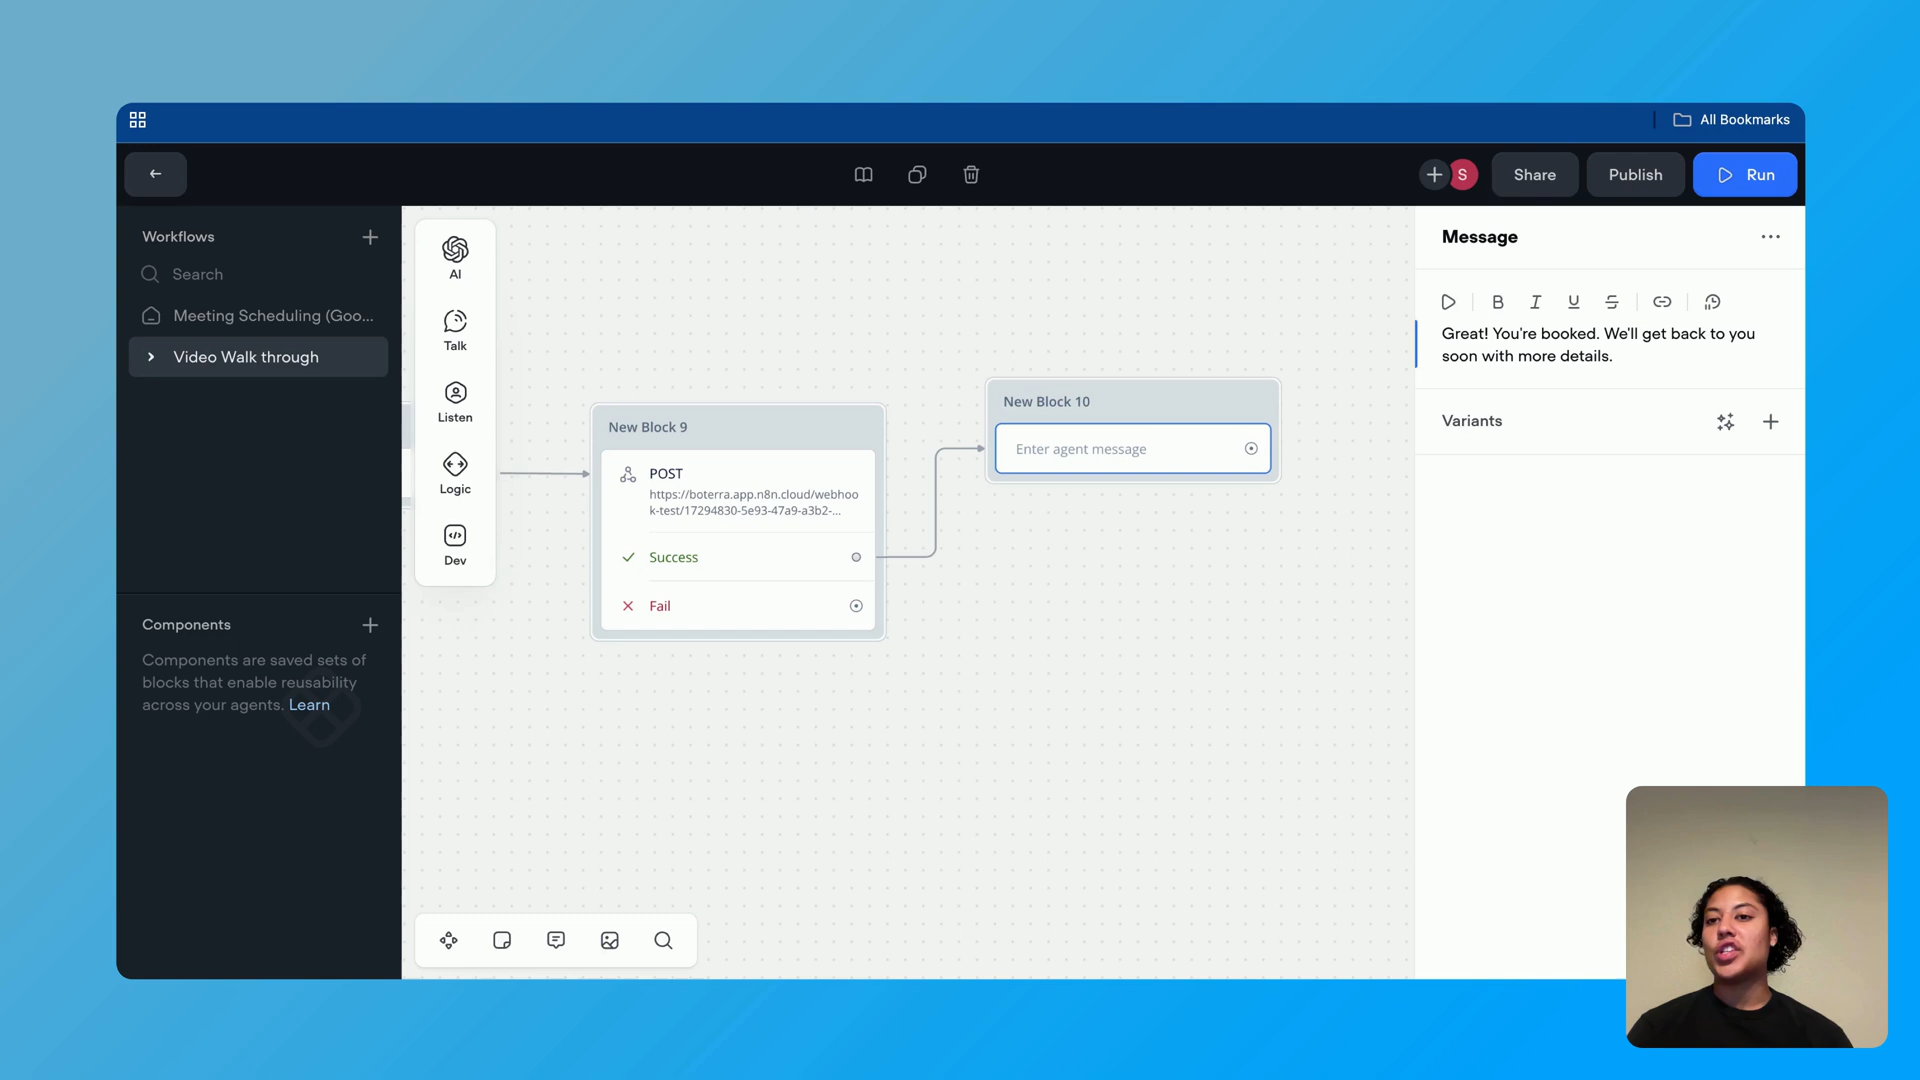 All Bookmarks
S
Share
Publish
Run
Workflows
Search
Meeting Scheduling (Goo...
Video Walk through
Components
Components are saved sets of
blocks that enable reusability
across your agents. Learn
AI
Talk
Listen
Logic
Dev
New Block 9
POST
https://boterra.app.n8n.cloud/webhoo
k-test/17294830-5e93-47a9-a3b2-...
Success
Fail
New Block 10
Enter agent message
Message
B I U S
Great! You're booked. We'll get back to you
soon with more details.
Variants